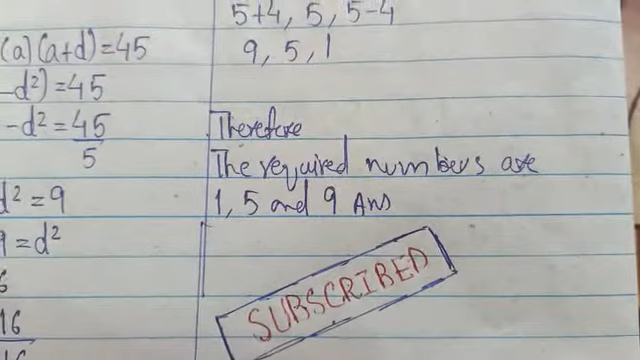 (a) (a+d) = 45
-d²) = 45
-d² = 45
5
d² = 9
9 = d²
6
16
5+4, 5, 5-4
9, 5, 1
Therefore
The required numbers are
1, 5 and 9 Ans
SUBSCRIBED